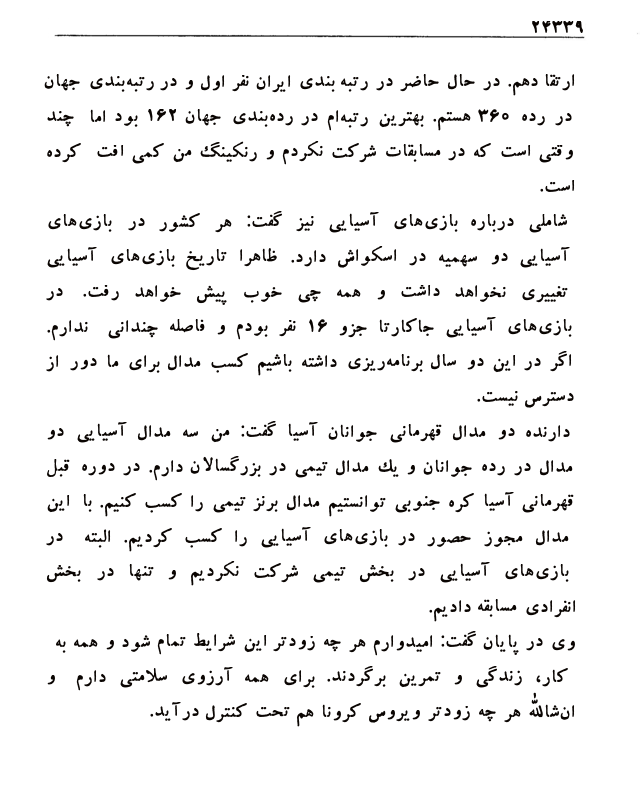 ۲۴۳۳۹
ارتقا دهم. در حال حاضر در رتبه بندی ایران نفر اول و در رتبه‌بندی جهان
در رده ۳۶۰ هستم. بهترین رتبه‌ام در رده‌بندی جهان ۱۶۲ بود اما چند
وقتی است که در مسابقات شرکت نکردم و رنکینگ من کمی افت کرده
است.
شاملی درباره بازی‌های آسیایی نیز گفت: هر کشور در بازی‌های
آسیایی دو سهمیه در اسکواش دارد. ظاهرا تاریخ بازی‌های آسیایی
تغییری نخواهد داشت و همه چی خوب پیش خواهد رفت. در
بازی‌های آسیایی جاکارتا جزو ۱۶ نفر بودم و فاصله چندانی ندارم.
اگر در این دو سال برنامه‌ریزی داشته باشیم کسب مدال برای ما دور از
دسترس نیست.
دارنده دو مدال قهرمانی جوانان آسیا گفت: من سه مدال آسیایی دو
مدال در رده جوانان و یك مدال تیمی در بزرگسالان دارم. در دوره قبل
قهرمانی آسیا کره جنوبی توانستیم مدال برنز تیمی را کسب کنیم. با این
مدال مجوز حصور در بازی‌های آسیایی را کسب کردیم. البته در
بازی‌های آسیایی در بخش تیمی شرکت نکردیم و تنها در بخش
انفرادی مسابقه دادیم.
وی در پایان گفت: امیدوارم هر چه زودتر این شرایط تمام شود و همه به
کار، زندگی و تمرین برگردند. برای همه آرزوی سلامتی دارم و
ان‌شالله هر چه زودتر ویروس کرونا هم تحت کنترل درآید.